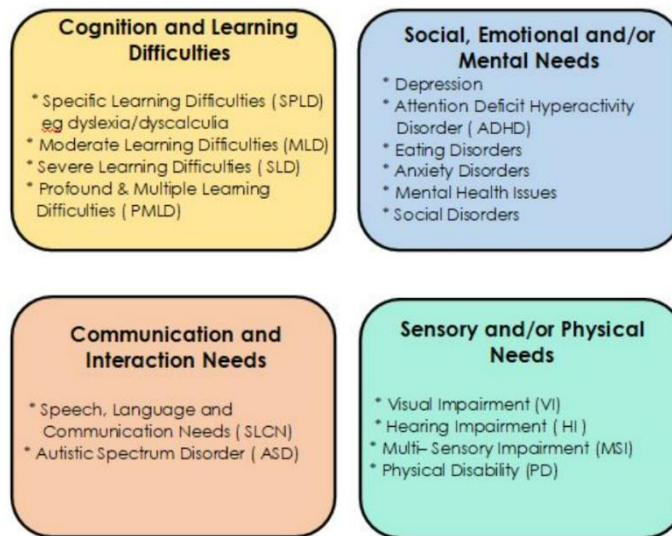 Cognition and Learning
Difficulties
* Specific Learning Difficulties ( SPLD)
eg dyslexia/dyscalculia
* Moderate Learning Difficulties (MLD)
* Severe Learning Difficulties ( SLD)
* Profound & Multiple Learning
Difficulties ( PMLD)
Social, Emotional and/or
Mental Needs
* Depression
* Attention Deficit Hyperactivity
Disorder ( ADHD)
* Eating Disorders
* Anxiety Disorders
* Mental Health Issues
* Social Disorders
Communication and
Interaction Needs
* Speech, Language and
Communication Needs ( SLCN)
* Autistic Spectrum Disorder ( ASD)
Sensory and/or Physical
Needs
* Visual Impairment (VI)
* Hearing Impairment ( HI )
* Multi– Sensory Impairment (MSI)
* Physical Disability (PD)